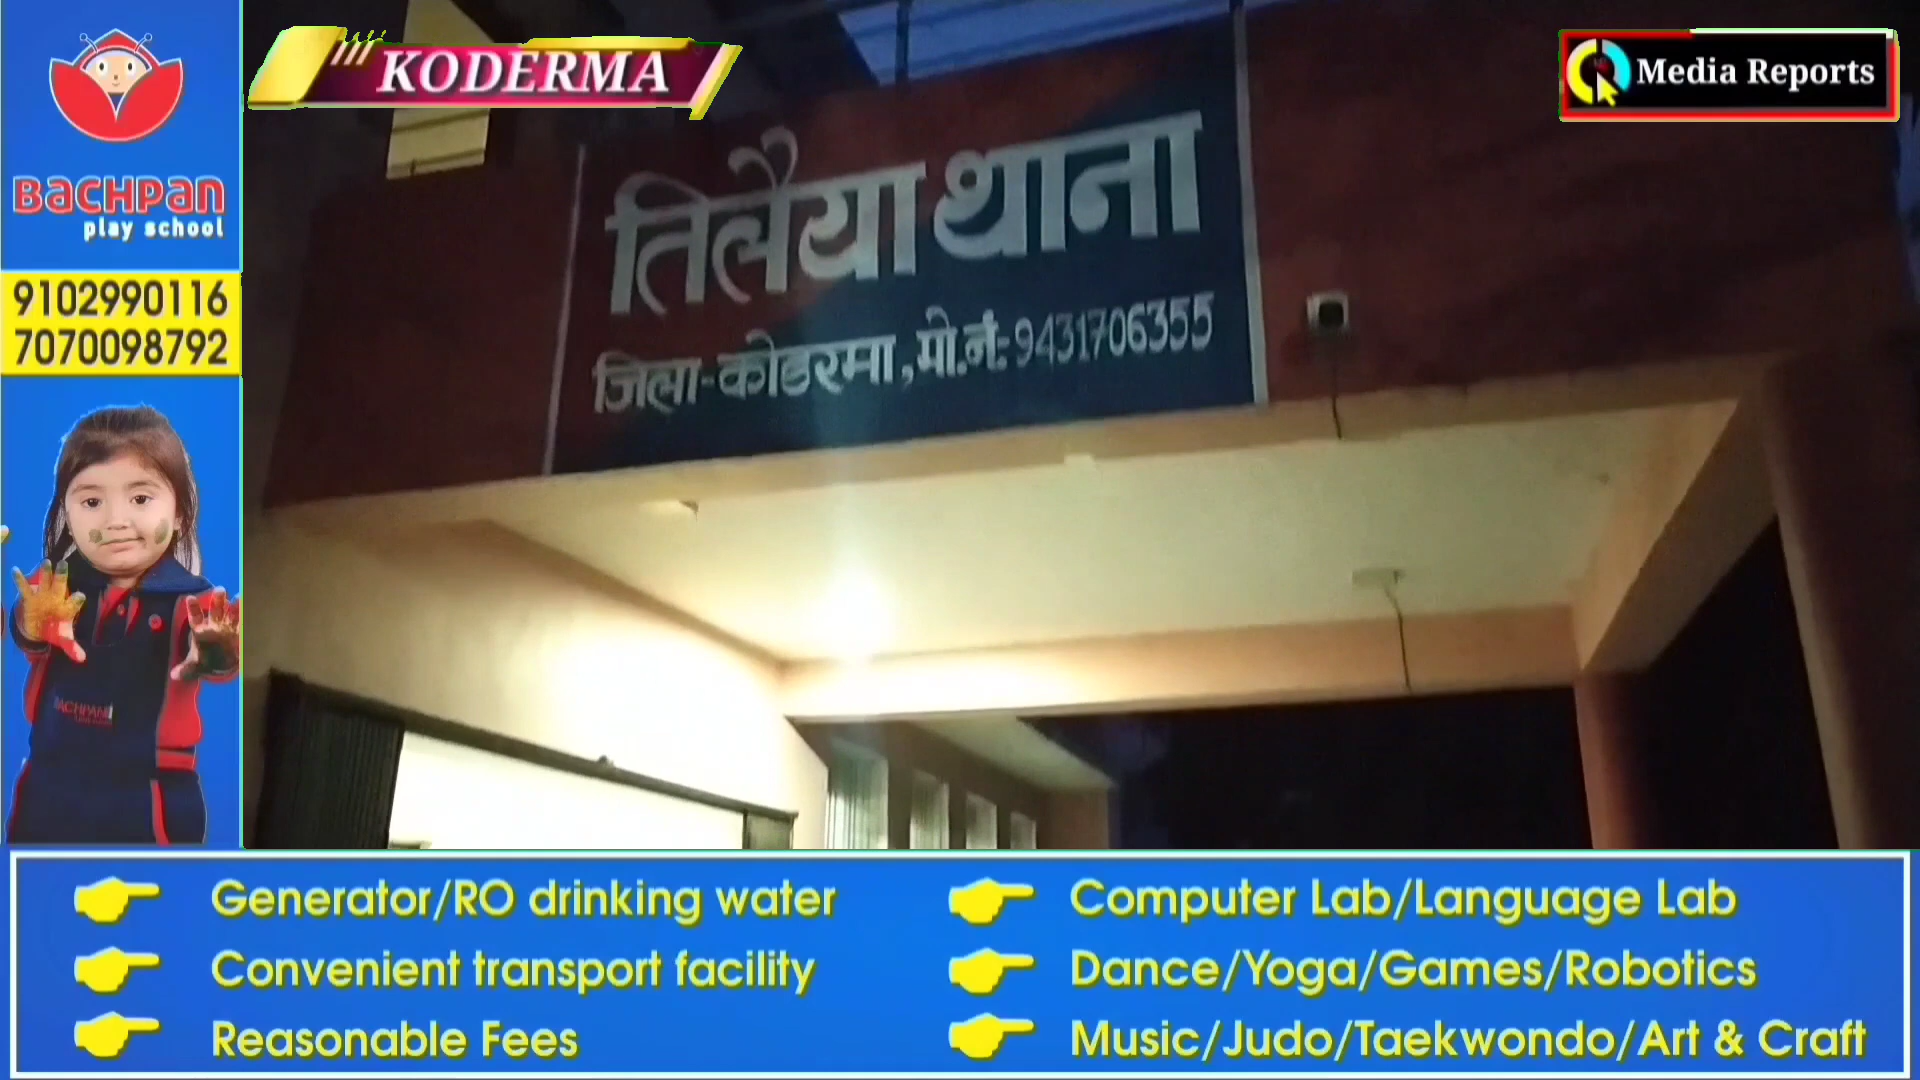 KODERMA
Media Reports
BACHPAN
play school
9102990116
7070098792
तिलैया थाना
जिला-कोडरमा, मो.नं:-9431706355
BACHPAN
Generator/RO drinking water
Convenient transport facility
Reasonable Fees
Computer Lab/Language Lab
Dance/Yoga/Games/Robotics
Music/Judo/Taekwondo/Art & Craft